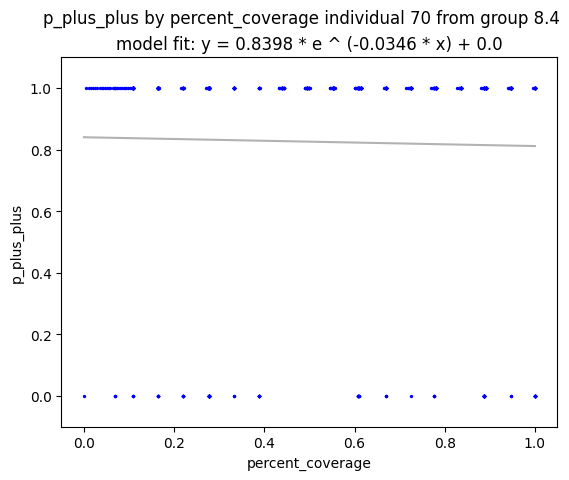 p_plus_plus by percent_coverage individual 70 from group 8.4
model fit: y = 0.8398 * e ^ (-0.0346 * x) + 0.0
1.0
0.8
0.6
0.4
0.2
0.0
p_plus_plus
0.0 0.2 0.4 0.6 0.8 1.0
percent_coverage